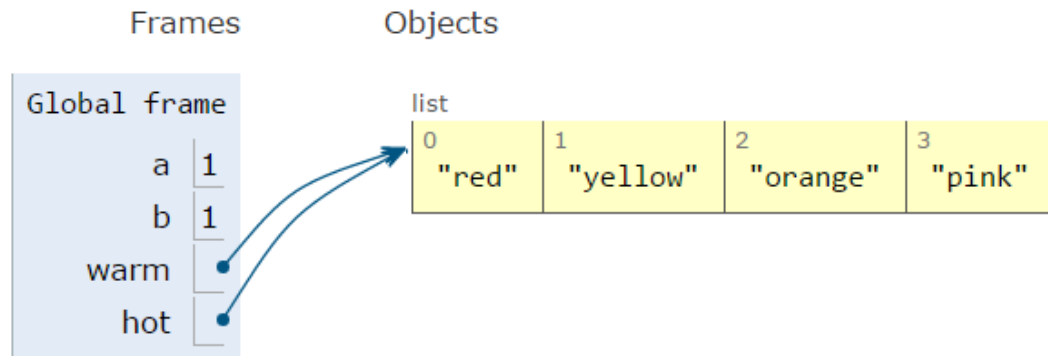 Frames Objects
Global frame
a 1
b 1
warm
hot
list
0 1 2 3
"red" "yellow" "orange" "pink"